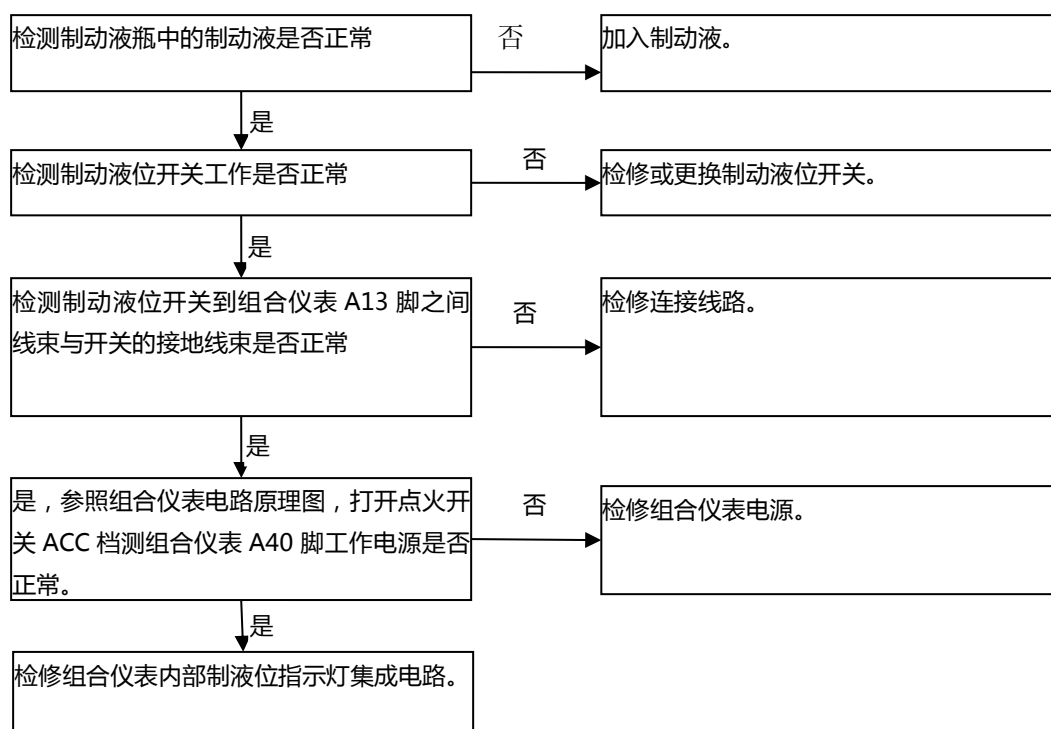 检测制动液瓶中的制动液是否正常
否
加入制动液。
是
检测制动液位开关工作是否正常
否
检修或更换制动液位开关。
是
检测制动液位开关到组合仪表 A13 脚之间
线束与开关的接地线束是否正常
否
检修连接线路。
是
是，参照组合仪表电路原理图，打开点火开
关 ACC 档测组合仪表 A40 脚工作电源是否
正常。
否
检修组合仪表电源。
是
检修组合仪表内部制液位指示灯集成电路。